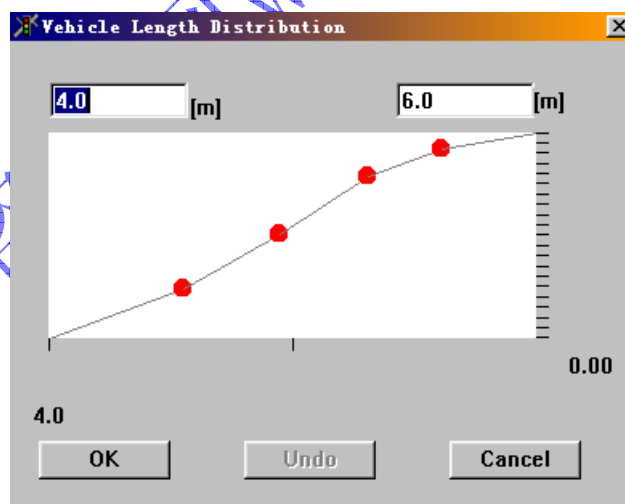 Vehicle Length Distribution
4.0 [m] 6.0 [m]
0.00
4.0
OK Undo Cancel